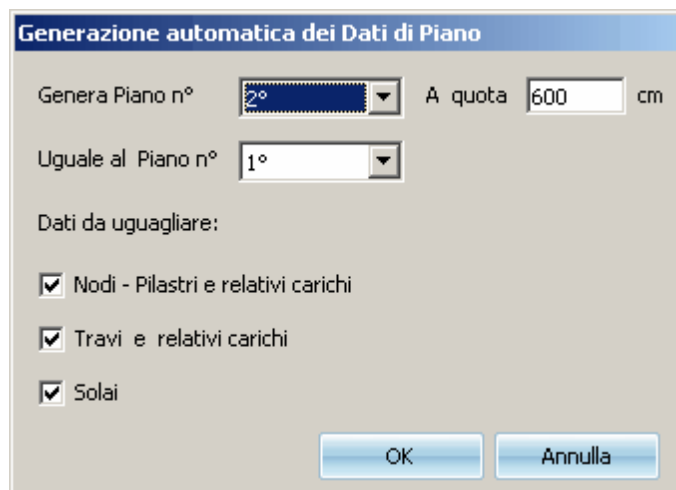 Generazione automatica dei Dati di Piano
Genera Piano n° 2° A quota 600 cm
Uguale al Piano n° 1°
Dati da uguagliare:
Nodi - Pilastri e relativi carichi
Travi e relativi carichi
Solai
OK Annulla